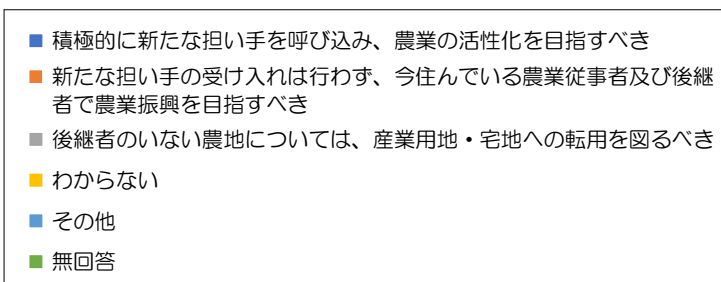 積極的に新たな担い手を呼び込み、農業の活性化を目指すべき
新たな担い手の受け入れは行わず、今住んでいる農業従事者及び後継
者で農業振興を目指すべき
後継者のいない農地については、産業用地・宅地への転用を図るべき
わからない
その他
無回答